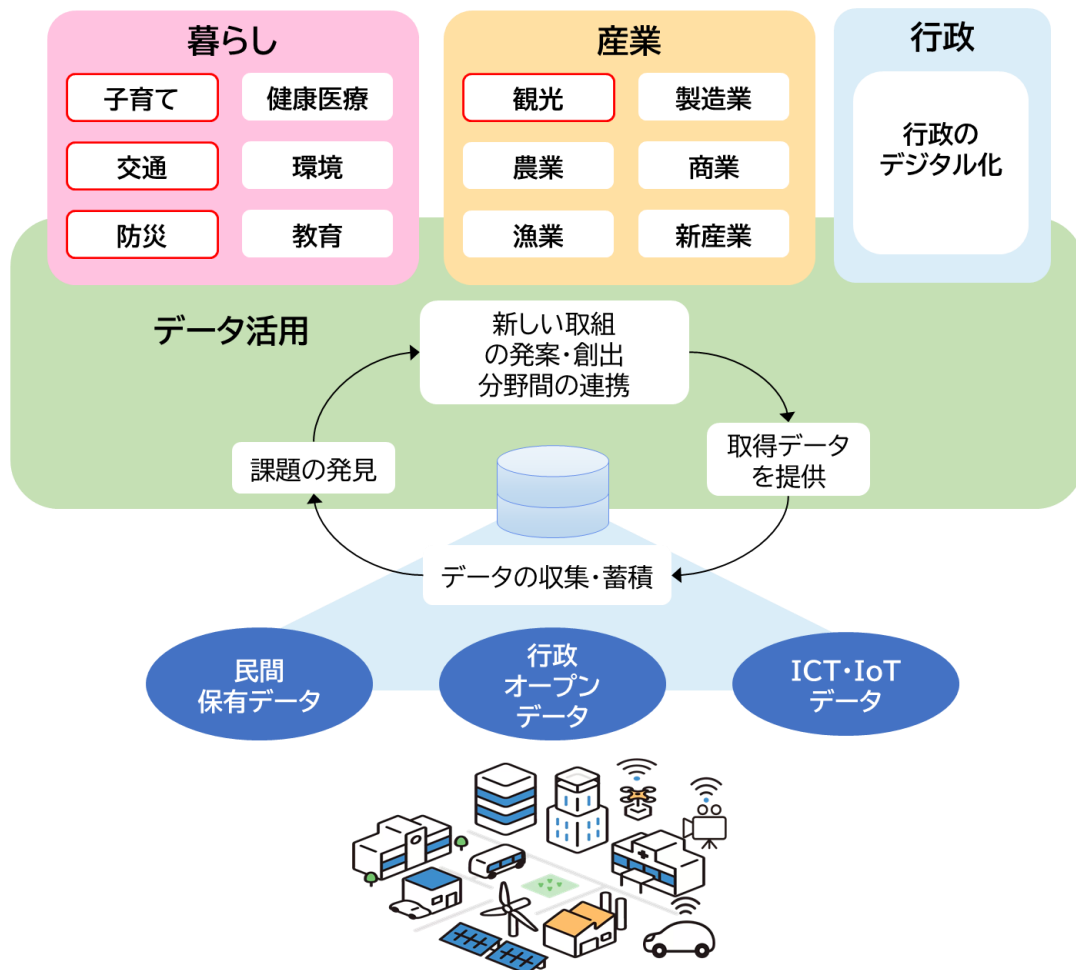 暮らし
子育て
健康医療
交通
環境
防災
教育
産業
観光
製造業
農業
商業
漁業
新産業
行政
行政の
デジタル化
データ活用
新しい取組
の発案・創出
分野間の連携
課題の発見
取得データ
を提供
データの収集・蓄積
民間
保有データ
行政
オープン
データ
ICT・IoT
データ